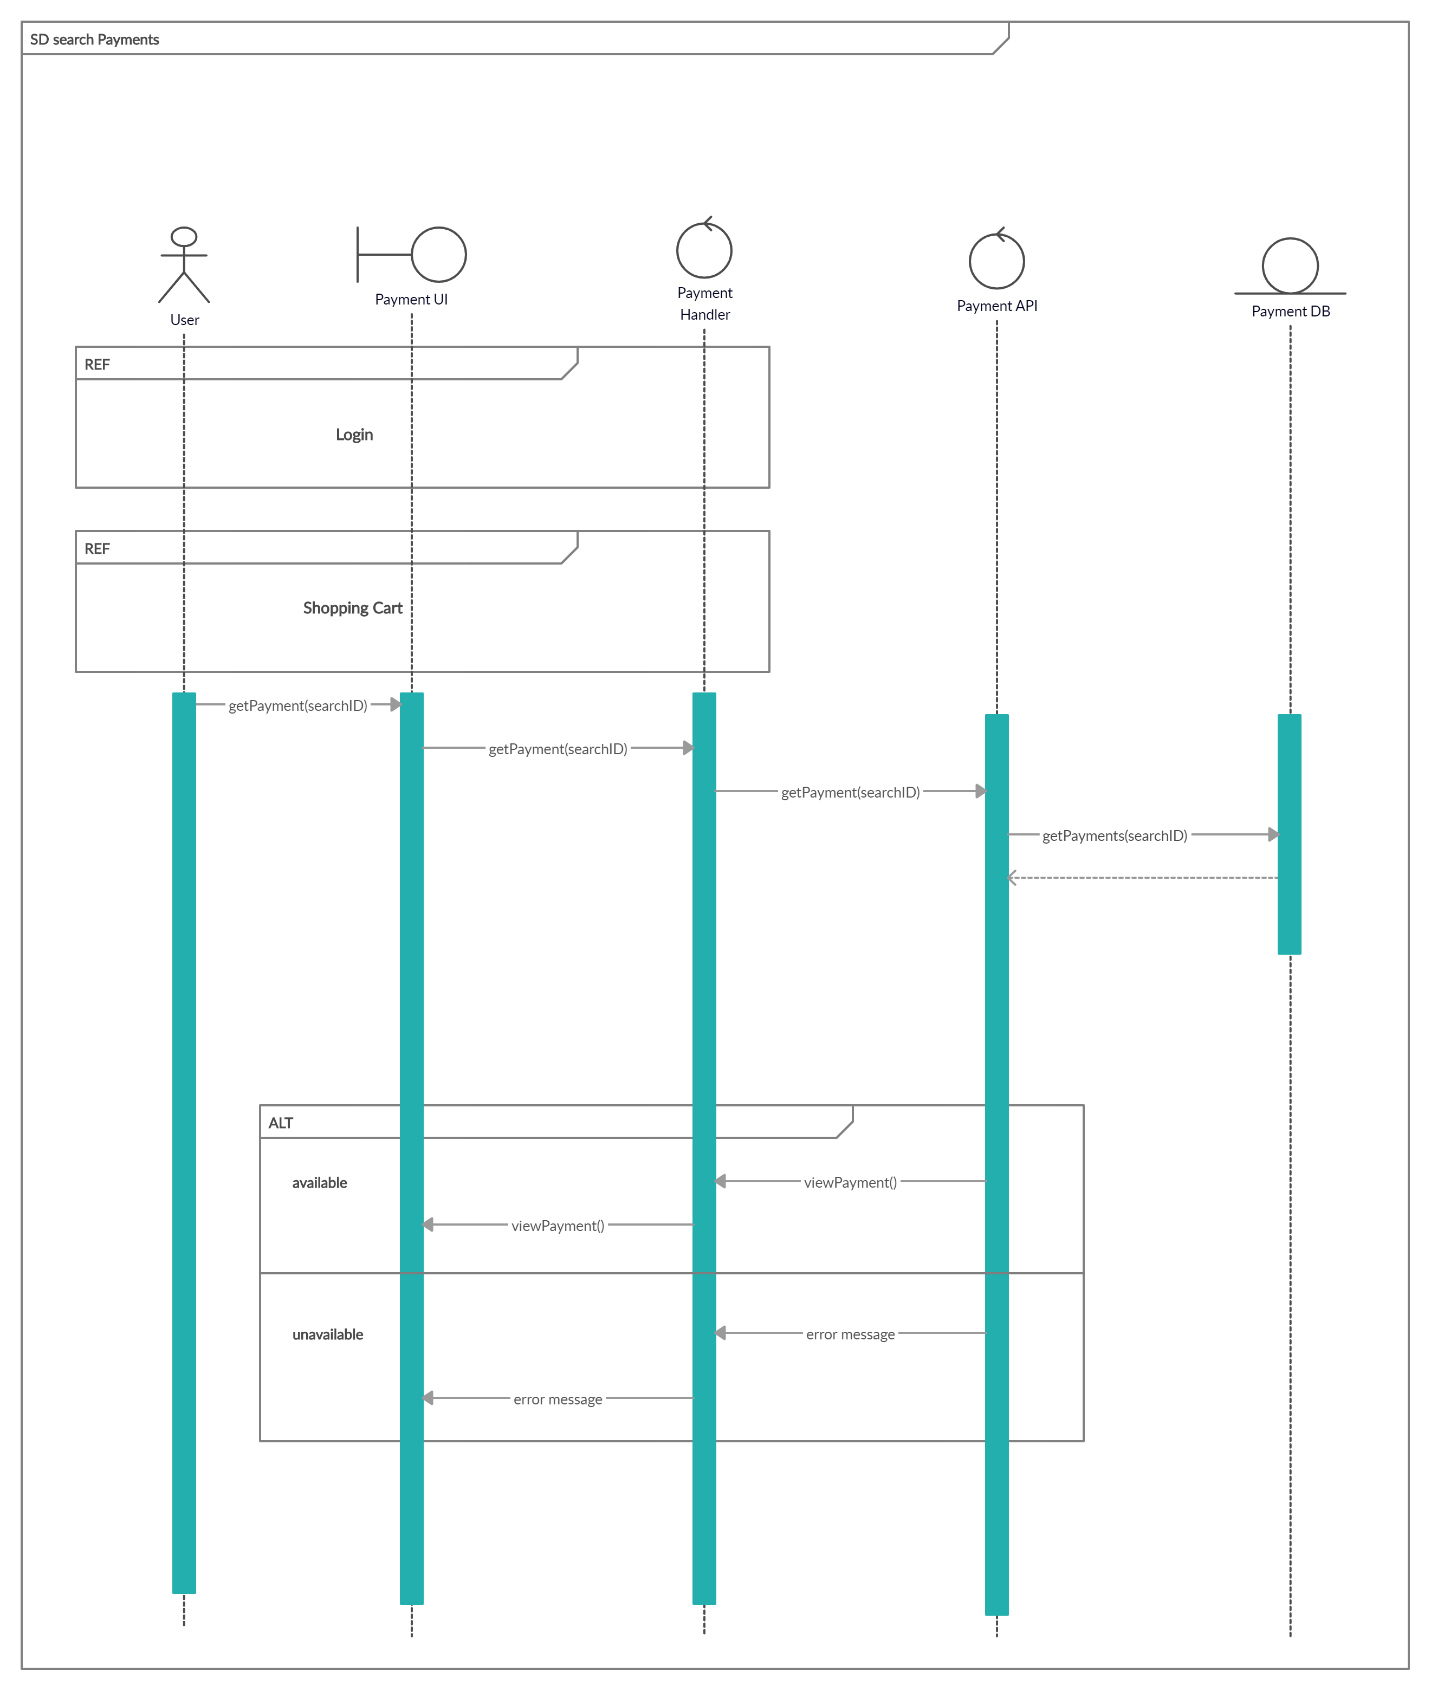 SD search Payments
User
Payment UI
Payment
Handler
Payment API
Payment DB
REF
Login
REF
Shopping Cart
getPayment(searchID)
getPayment(searchID)
getPayment(searchID)
getPayments(searchID)
ALT
available
viewPayment()
viewPayment()
unavailable
error message
error message